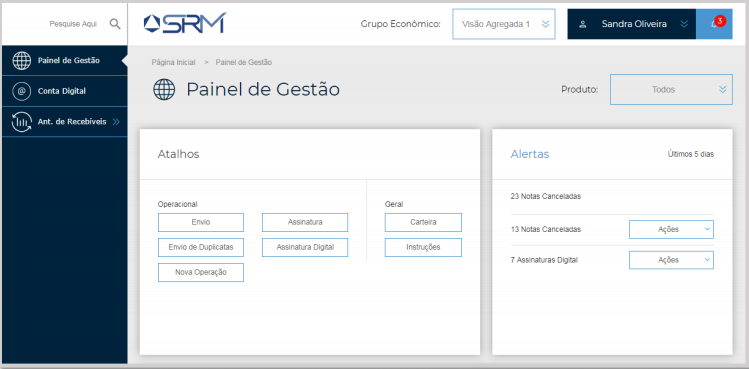 Pesquise Aqui
SRM
Grupo Econômico:
Visão Agregada 1
Sandra Oliveira
3
Painel de Gestão
Conta Digital
Ant. de Recebíveis
Página Inicial > Painel de Gestão
Painel de Gestão
Produto:
Todos
Atalhos
Operacional
Geral
Envio
Assinatura
Carteira
Envio de Duplicatas
Assinatura Digital
Instruções
Nova Operação
Alertas
Últimos 5 dias
23 Notas Canceladas
13 Notas Canceladas
Ações
7 Assinaturas Digital
Ações